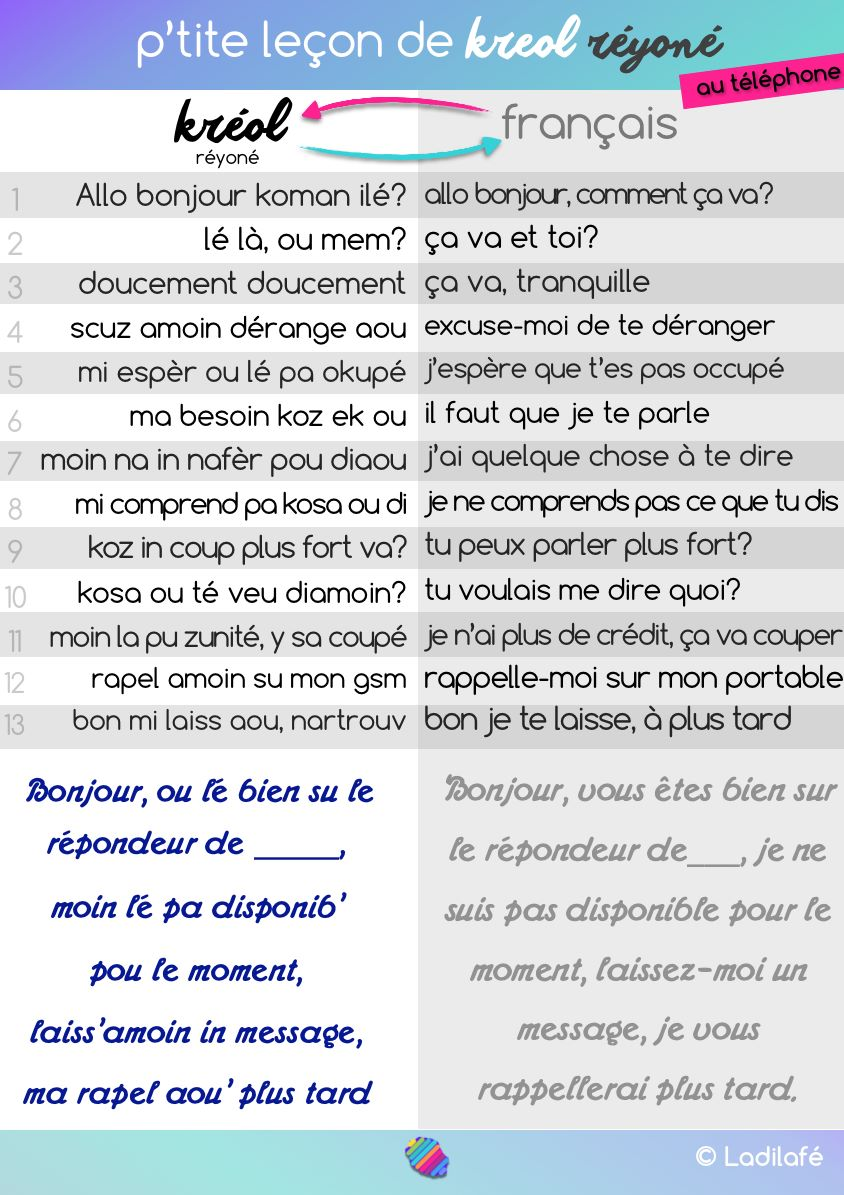 p'tite leçon de kreol réyoné
au téléphone
kréol
réyoné
français
1 Allo bonjour koman ilé? allo bonjour, comment ça va?
2 lé là, ou mem? ça va et toi?
3 doucement doucement ça va, tranquille
4 scuz amoin dérange aou excuse-moi de te déranger
5 mi espèr ou lé pa okupé j'espère que t'es pas occupé
6 ma besoin koz ek ou il faut que je te parle
7 moin na in nafèr pou diaou j'ai quelque chose à te dire
8 mi comprend pa kosa ou di je ne comprends pas ce que tu dis
9 koz in coup plus fort va? tu peux parler plus fort?
10 kosa ou té veu diamoin? tu voulais me dire quoi?
11 moin la pu zunité, y sa coupé je n'ai plus de crédit, ça va couper
12 rapel amoin su mon gsm rappelle-moi sur mon portable
13 bon mi laiss aou, nartrouv bon je te laisse, à plus tard
Bonjour, ou lé bien su le
répondeur de _____,
moin lé pa disponib'
pou le moment,
laiss'amoin in message,
ma rapel aou' plus tard
Bonjour, vous êtes bien sur
le répondeur de___, je ne
suis pas disponible pour le
moment, laissez-moi un
message, je vous
rappellerai plus tard.
© Ladilafé